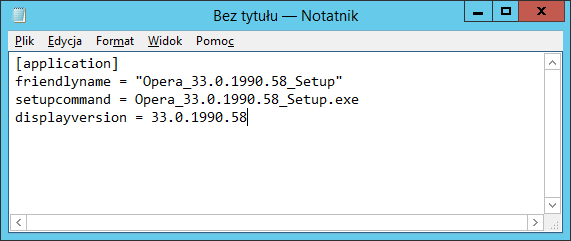 Bez tytułu — Notatnik
Plik Edycja Format Widok Pomoc
[application]
friendlyname = "Opera_33.0.1990.58_Setup"
setupcommand = Opera_33.0.1990.58_Setup.exe
displayversion = 33.0.1990.58